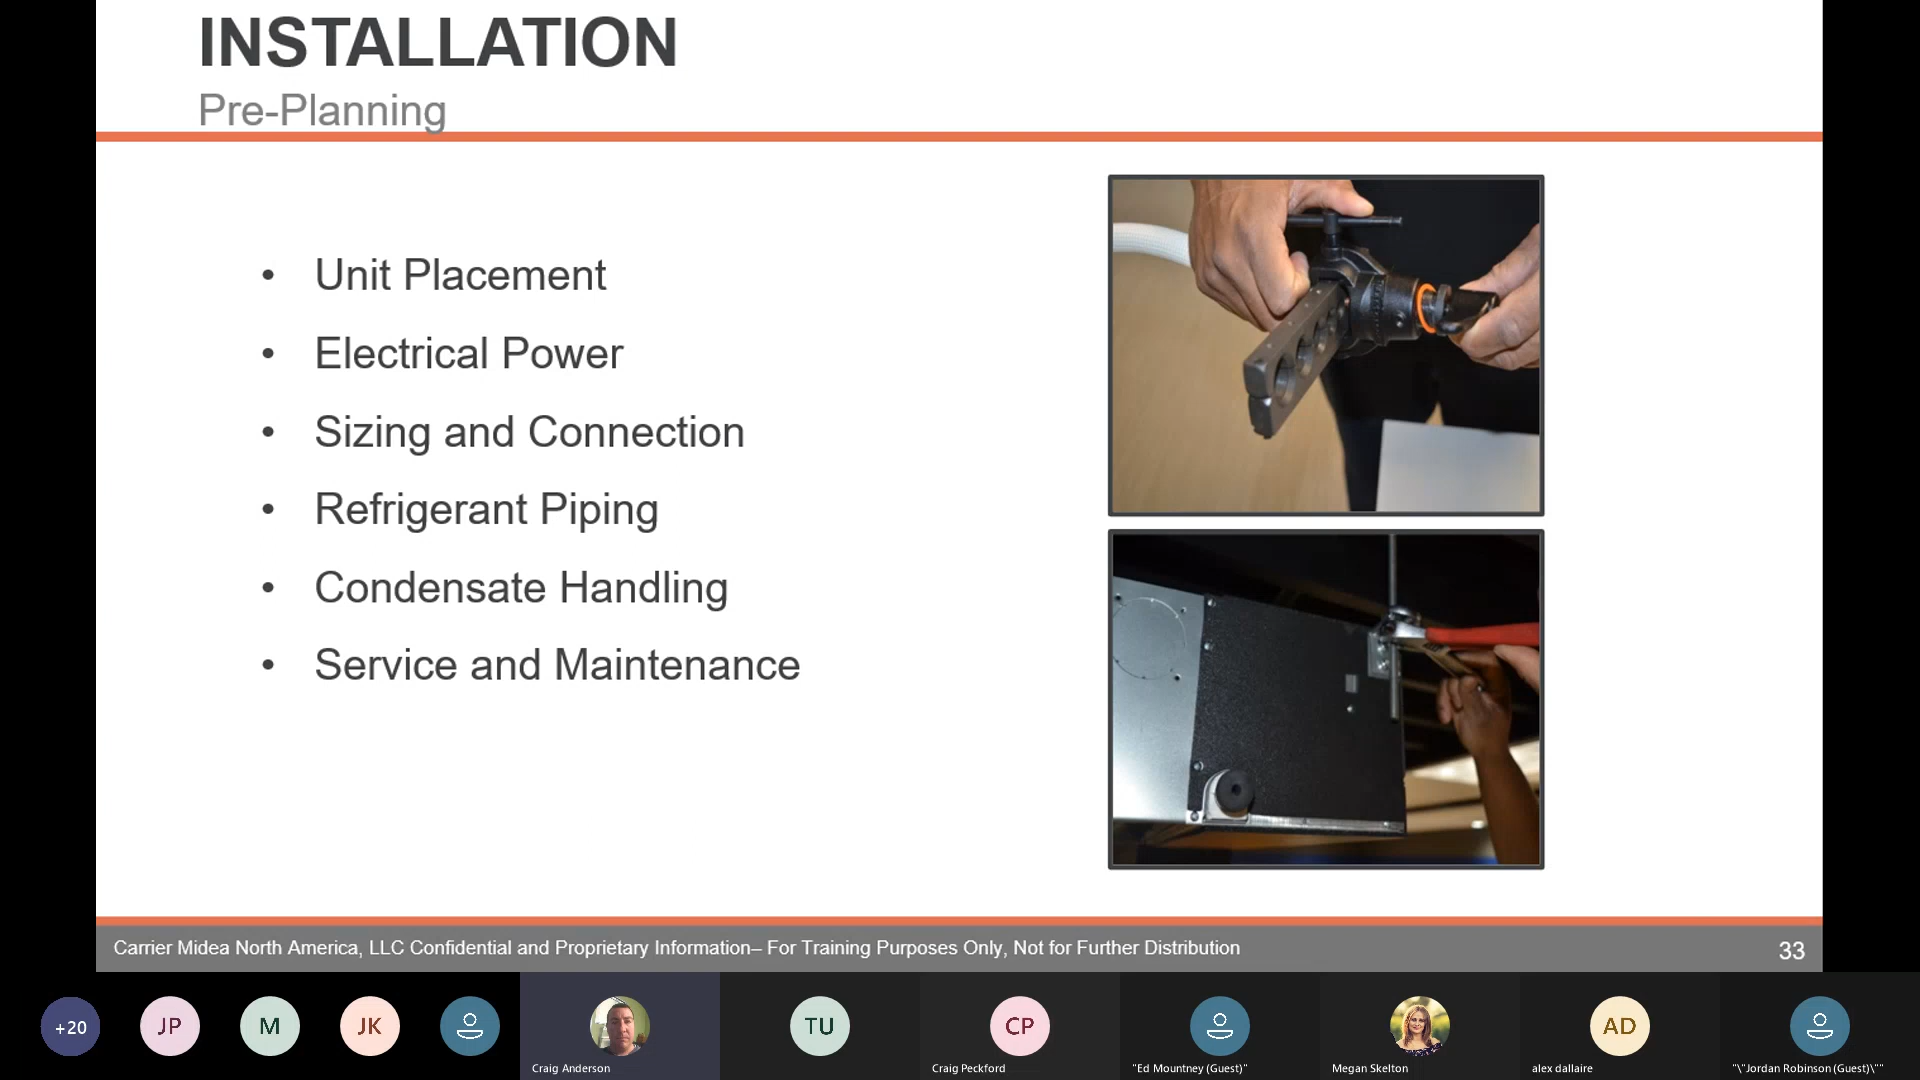 INSTALLATION
Pre-Planning
• Unit Placement
• Electrical Power
• Sizing and Connection
• Refrigerant Piping
• Condensate Handling
• Service and Maintenance
Carrier Midea North America, LLC Confidential and Proprietary Information– For Training Purposes Only, Not for Further Distribution
33
+20
JP
M
JK
TU
CP
AD
Craig Anderson
Craig Peckford
"Ed Mountney (Guest)"
Megan Skelton
alex dallaire
"\"Jordan Robinson (Guest)\""